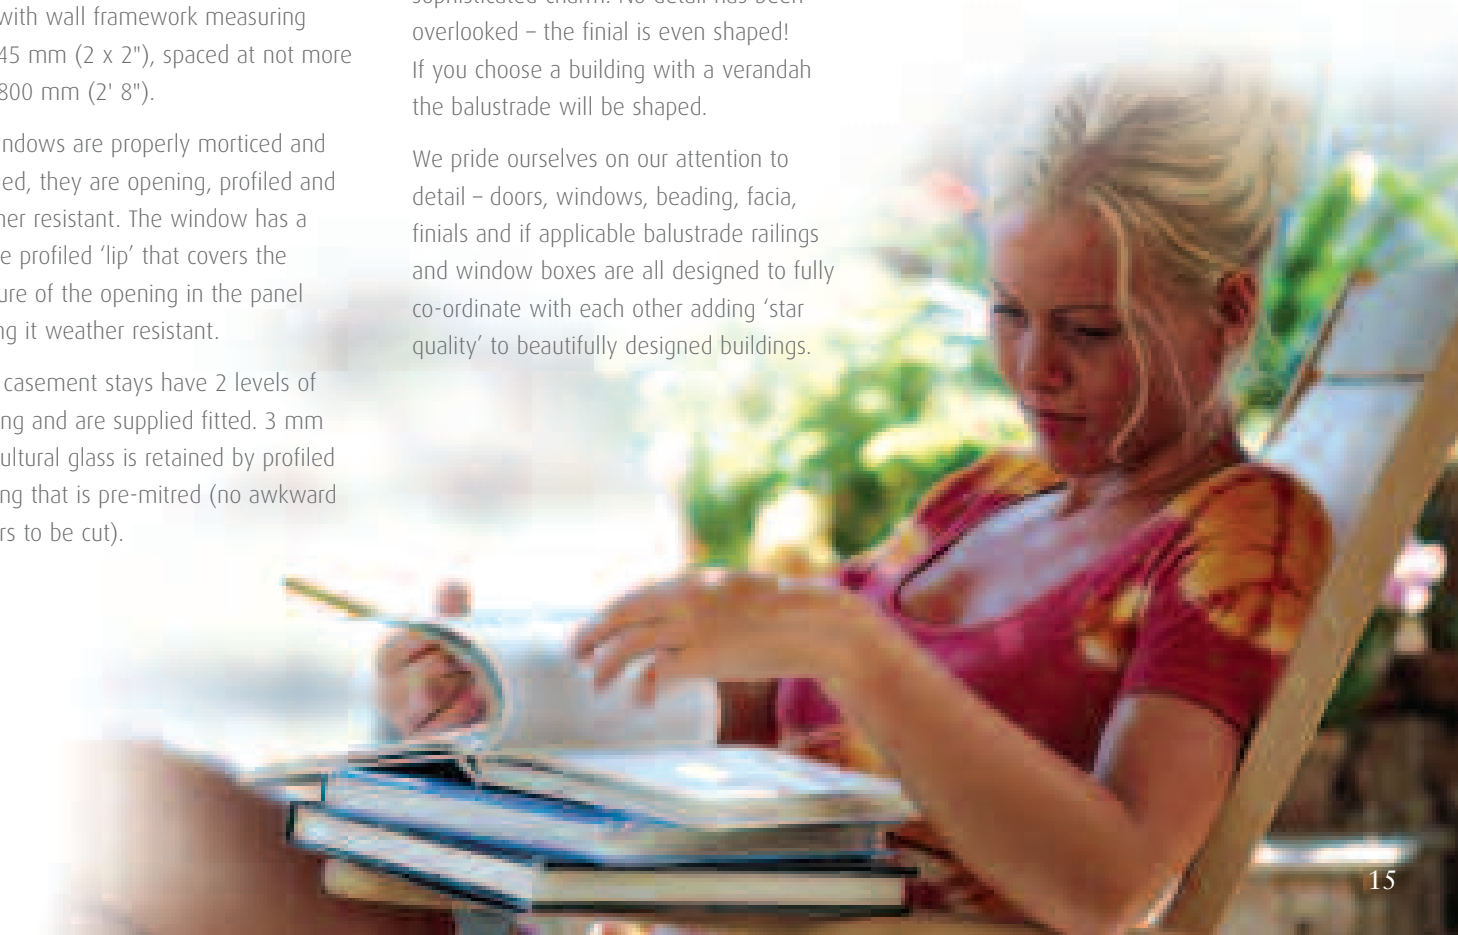 with wall framework measuring
45 mm (2 x 2"), spaced at not more
800 mm (2' 8").
ndows are properly morticed and
ed, they are opening, profiled and
her resistant. The window has a
e profiled ‘lip’ that covers the
ure of the opening in the panel
ng it weather resistant.
casement stays have 2 levels of
ng and are supplied fitted. 3 mm
ultural glass is retained by profiled
ng that is pre-mitred (no awkward
rs to be cut).
sophisticated charm. No detail has been
overlooked – the finial is even shaped!
If you choose a building with a verandah
the balustrade will be shaped.
We pride ourselves on our attention to
detail – doors, windows, beading, facia,
finials and if applicable balustrade railings
and window boxes are all designed to fully
co-ordinate with each other adding ‘star
quality’ to beautifully designed buildings.
15